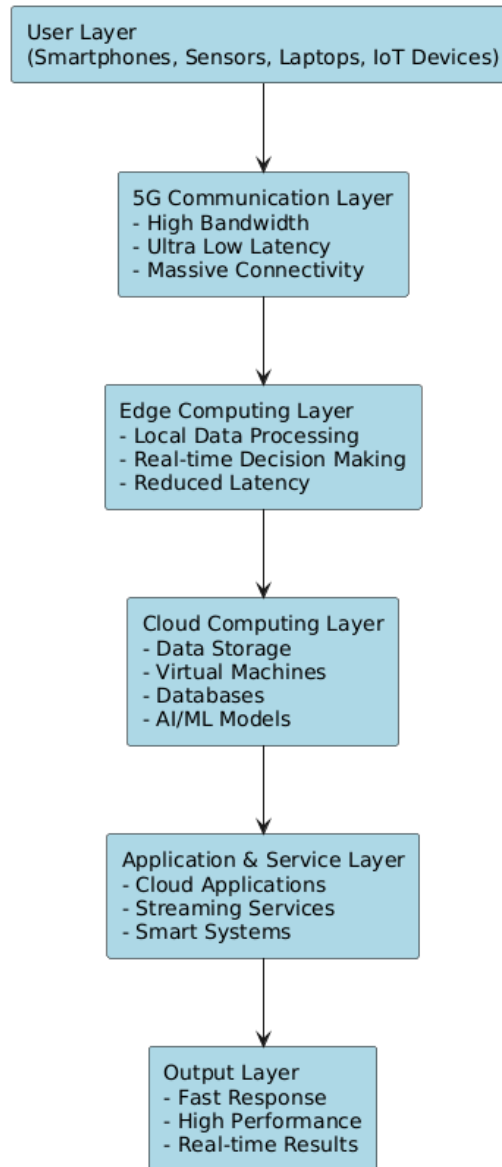 User Layer
(Smartphones, Sensors, Laptops, IoT Devices)
5G Communication Layer
- High Bandwidth
- Ultra Low Latency
- Massive Connectivity
Edge Computing Layer
- Local Data Processing
- Real-time Decision Making
- Reduced Latency
Cloud Computing Layer
- Data Storage
- Virtual Machines
- Databases
- AI/ML Models
Application & Service Layer
- Cloud Applications
- Streaming Services
- Smart Systems
Output Layer
- Fast Response
- High Performance
- Real-time Results